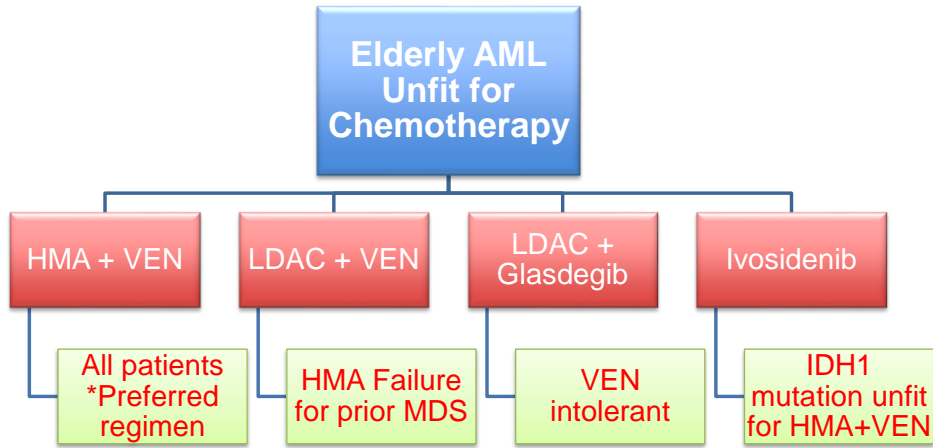 Elderly AML
Unfit for
Chemotherapy
HMA + VEN
LDAC + VEN
LDAC +
Glasdegib
Ivosidenib
All patients
*Preferred
regimen
HMA Failure
for prior MDS
VEN
intolerant
IDH1
mutation unfit
for HMA+VEN